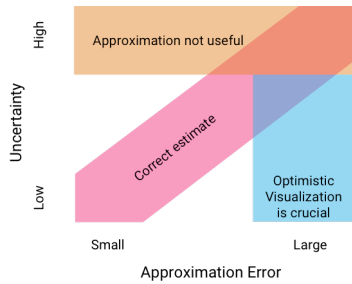 High
Approximation not useful
Uncertainty
Correct estimate
Low
Optimistic
Visualization
is crucial
Small
Large
Approximation Error